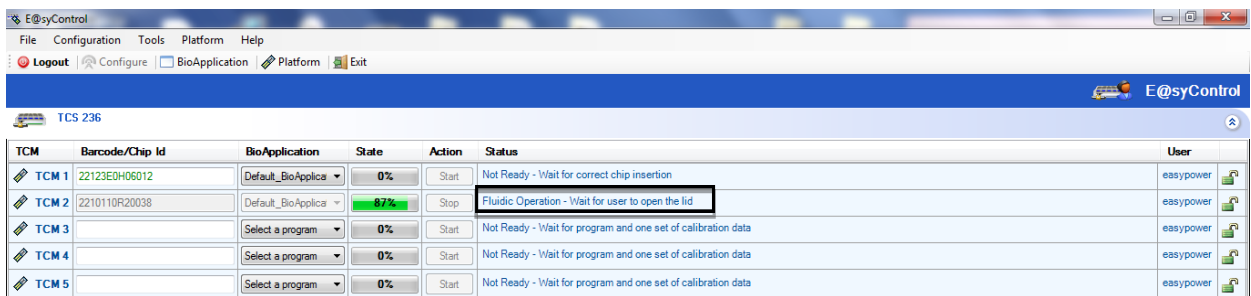 E@syControl
File Configuration Tools Platform Help
Logout Configure BioApplication Platform Exit
E@syControl
TCS 236
TCM Barcode/Chip Id BioApplication State Action Status User
TCM 1 22123E0H06012 Default_BioApplica 0% Start Not Ready - Wait for correct chip insertion easypower
TCM 2 2210110R20038 Default_BioApplica 87% Stop Fluidic Operation - Wait for user to open the lid easypower
TCM 3 Select a program 0% Start Not Ready - Wait for program and one set of calibration data easypower
TCM 4 Select a program 0% Start Not Ready - Wait for program and one set of calibration data easypower
TCM 5 Select a program 0% Start Not Ready - Wait for program and one set of calibration data easypower